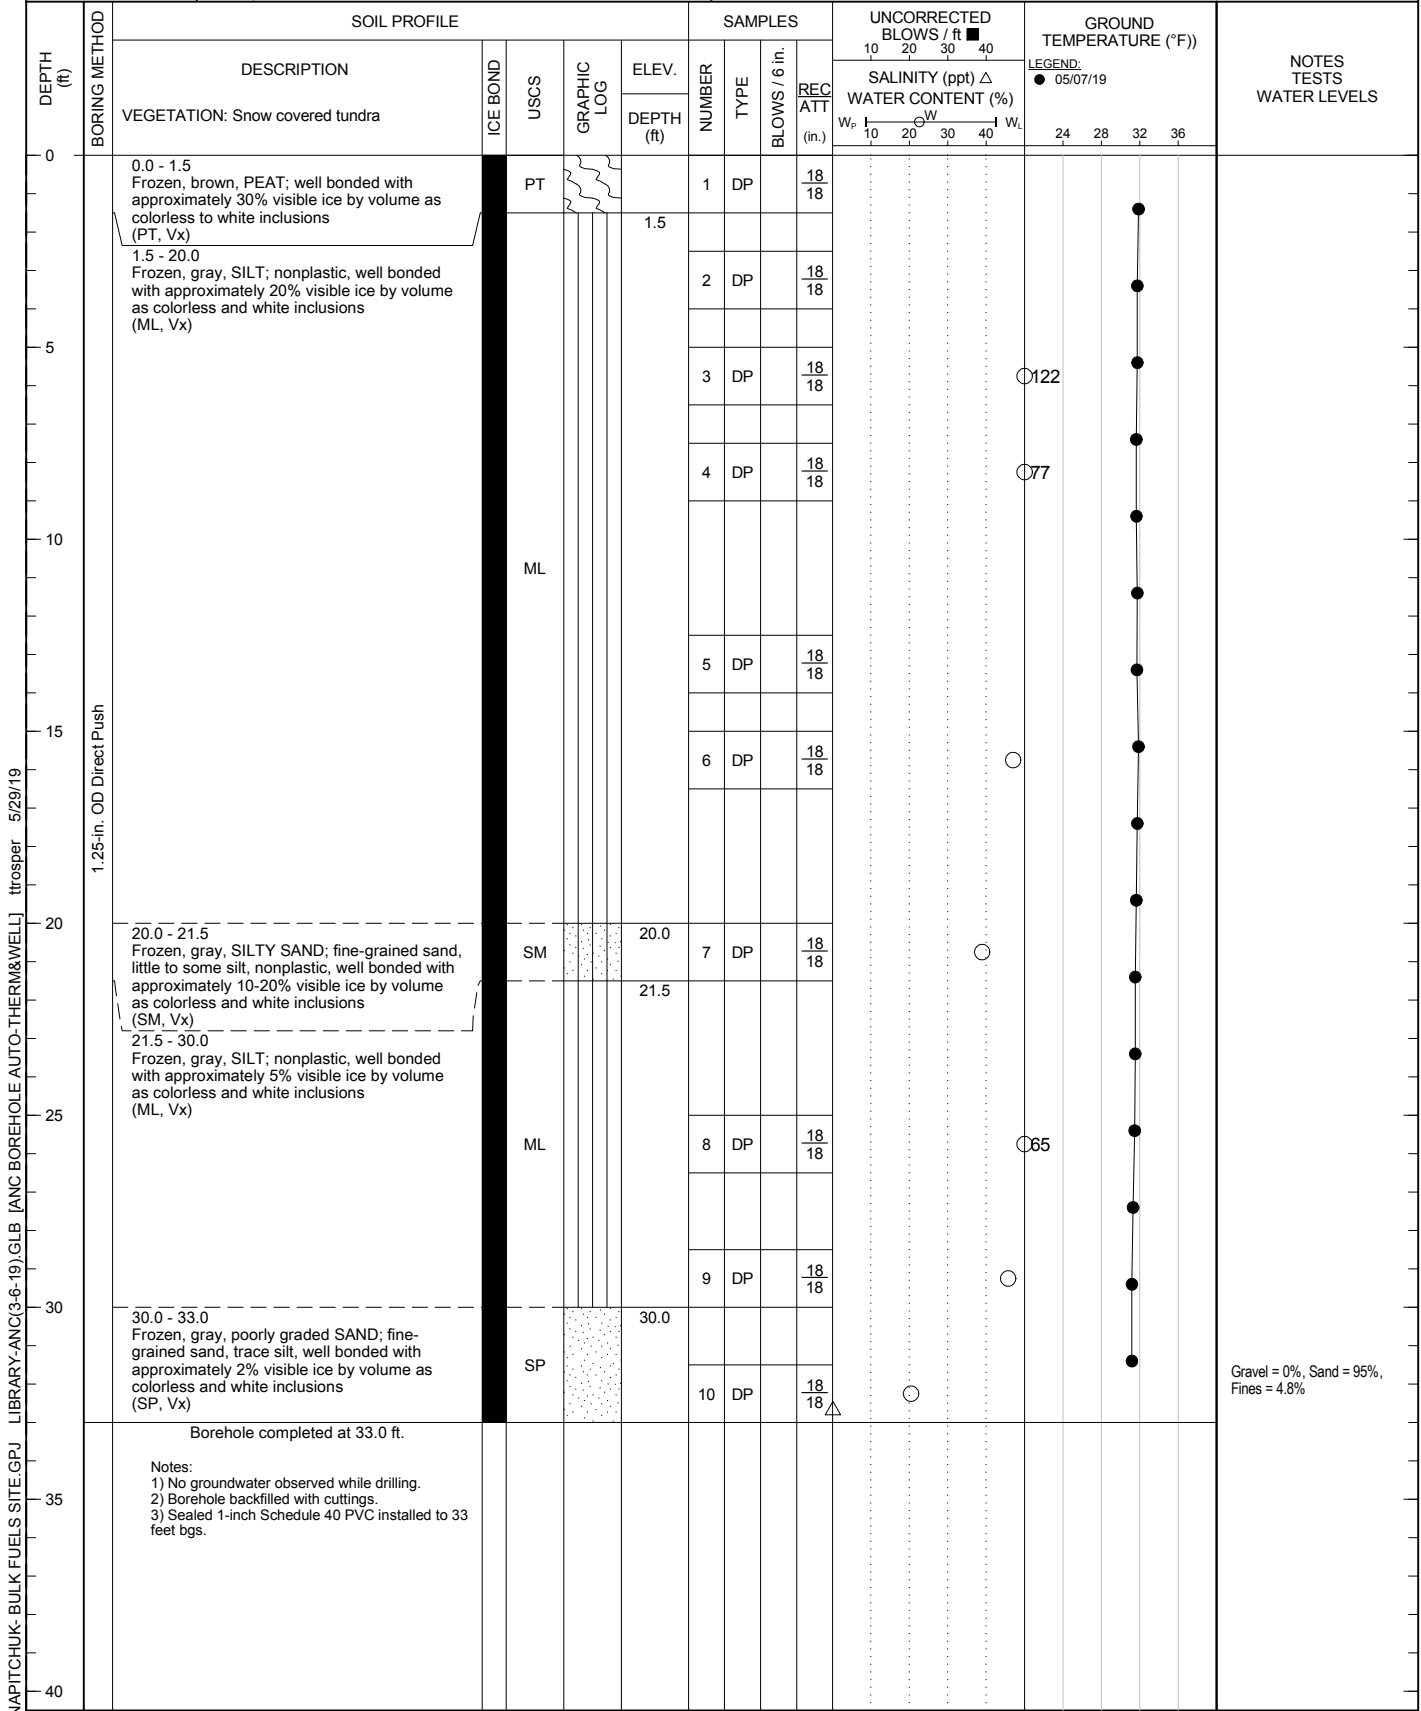 DEPTH
(ft)
BORING METHOD
SOIL PROFILE
DESCRIPTION
VEGETATION: Snow covered tundra
ICE BOND
USCS
GRAPHIC
LOG
ELEV.
DEPTH
(ft)
SAMPLES
NUMBER
TYPE
BLOWS / 6 in.
REC
ATT
(in.)
UNCORRECTED
BLOWS / ft ■
10 20 30 40
SALINITY (ppt) △
WATER CONTENT (%)
WP W WL
10 20 30 40
GROUND
TEMPERATURE (°F))
LEGEND:
● 05/07/19
24 28 32 36
NOTES
TESTS
WATER LEVELS
0
5
10
15
20
25
30
35
40
1.25-in. OD Direct Push
0.0 - 1.5
Frozen, brown, PEAT; well bonded with
approximately 30% visible ice by volume as
colorless to white inclusions
(PT, Vx)
PT
1.5
1 DP 18
18
1.5 - 20.0
Frozen, gray, SILT; nonplastic, well bonded
with approximately 20% visible ice by volume
as colorless and white inclusions
(ML, Vx)
ML
2 DP 18
18
3 DP 18
18
122
4 DP 18
18
77
5 DP 18
18
6 DP 18
18
20.0 - 21.5
Frozen, gray, SILTY SAND; fine-grained sand,
little to some silt, nonplastic, well bonded with
approximately 10-20% visible ice by volume
as colorless and white inclusions
(SM, Vx)
SM
20.0
7 DP 18
18
21.5
21.5 - 30.0
Frozen, gray, SILT; nonplastic, well bonded
with approximately 5% visible ice by volume
as colorless and white inclusions
(ML, Vx)
ML
8 DP 18
18
65
9 DP 18
18
30.0 - 33.0
Frozen, gray, poorly graded SAND; fine-
grained sand, trace silt, well bonded with
approximately 2% visible ice by volume as
colorless and white inclusions
(SP, Vx)
SP
30.0
10 DP 18
18
Gravel = 0%, Sand = 95%,
Fines = 4.8%
Borehole completed at 33.0 ft.
Notes:
1) No groundwater observed while drilling.
2) Borehole backfilled with cuttings.
3) Sealed 1-inch Schedule 40 PVC installed to 33
feet bgs.
NAPITCHUK- BULK FUELS SITE.GPJ LIBRARY-ANC(3-6-19).GLB [ANC BOREHOLE AUTO-THERM&WELL] ttrosper 5/29/19